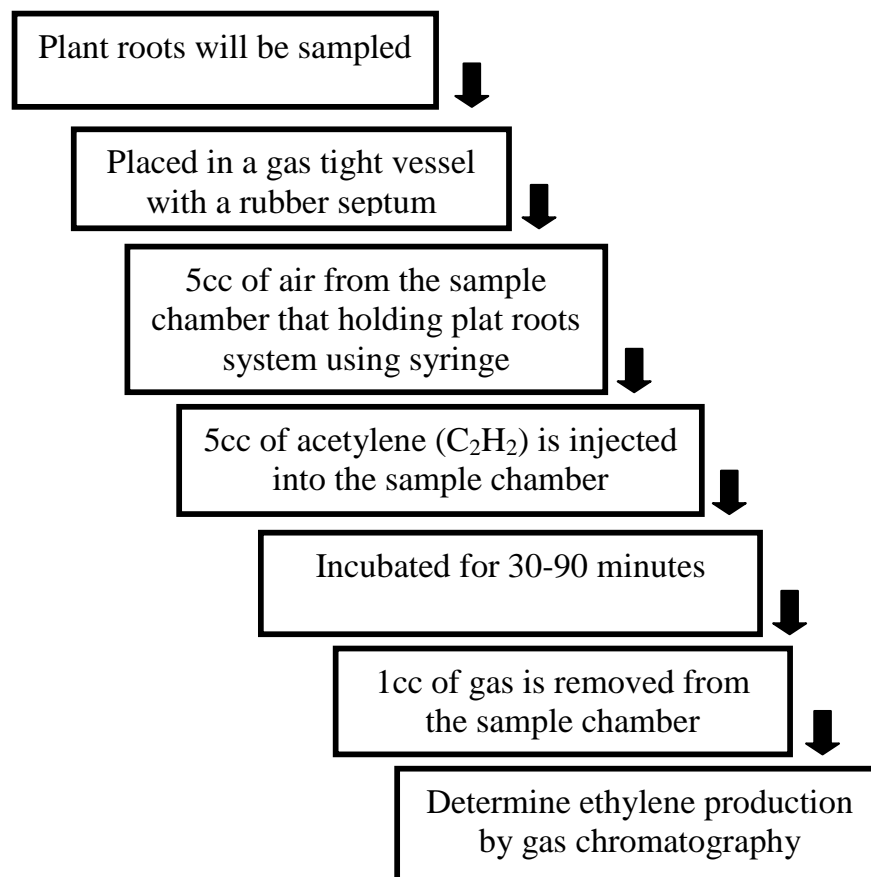 Plant roots will be sampled
Placed in a gas tight vessel
with a rubber septum
5cc of air from the sample
chamber that holding plat roots
system using syringe
5cc of acetylene (C₂H₂) is injected
into the sample chamber
Incubated for 30-90 minutes
1cc of gas is removed from
the sample chamber
Determine ethylene production
by gas chromatography